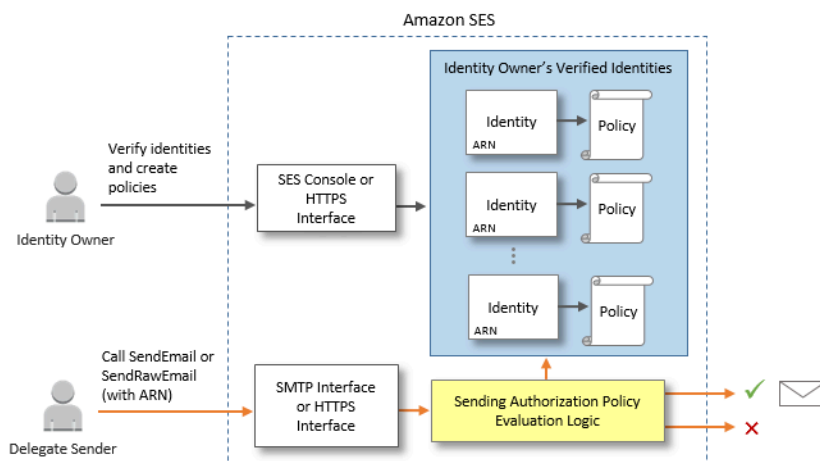 Amazon SES
Identity Owner's Verified Identities
Identity
ARN
Policy
Verify identities
and create
policies
SES Console or
HTTPS
Interface
Identity
ARN
Policy
Identity Owner
Identity
ARN
Policy
Call SendEmail or
SendRawEmail
(with ARN)
SMTP Interface
or HTTPS
Interface
Sending Authorization Policy
Evaluation Logic
Delegate Sender